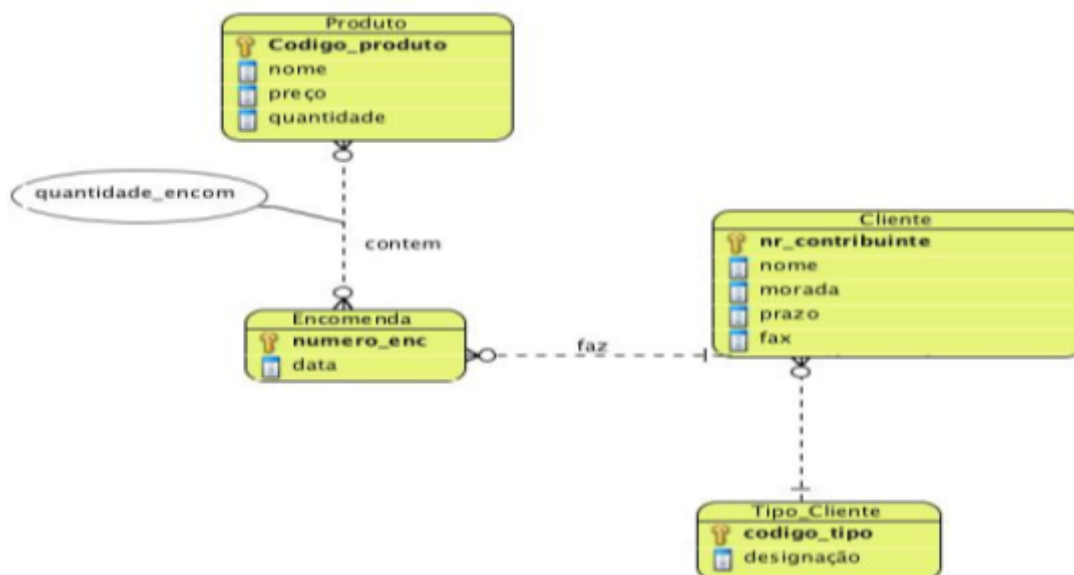 Produto
Codigo_produto
nome
preço
quantidade
quantidade_encom
contem
Encomenda
numero_enc
data
faz
Cliente
nr_contribuinte
nome
morada
prazo
fax
Tipo_Cliente
codigo_tipo
designação